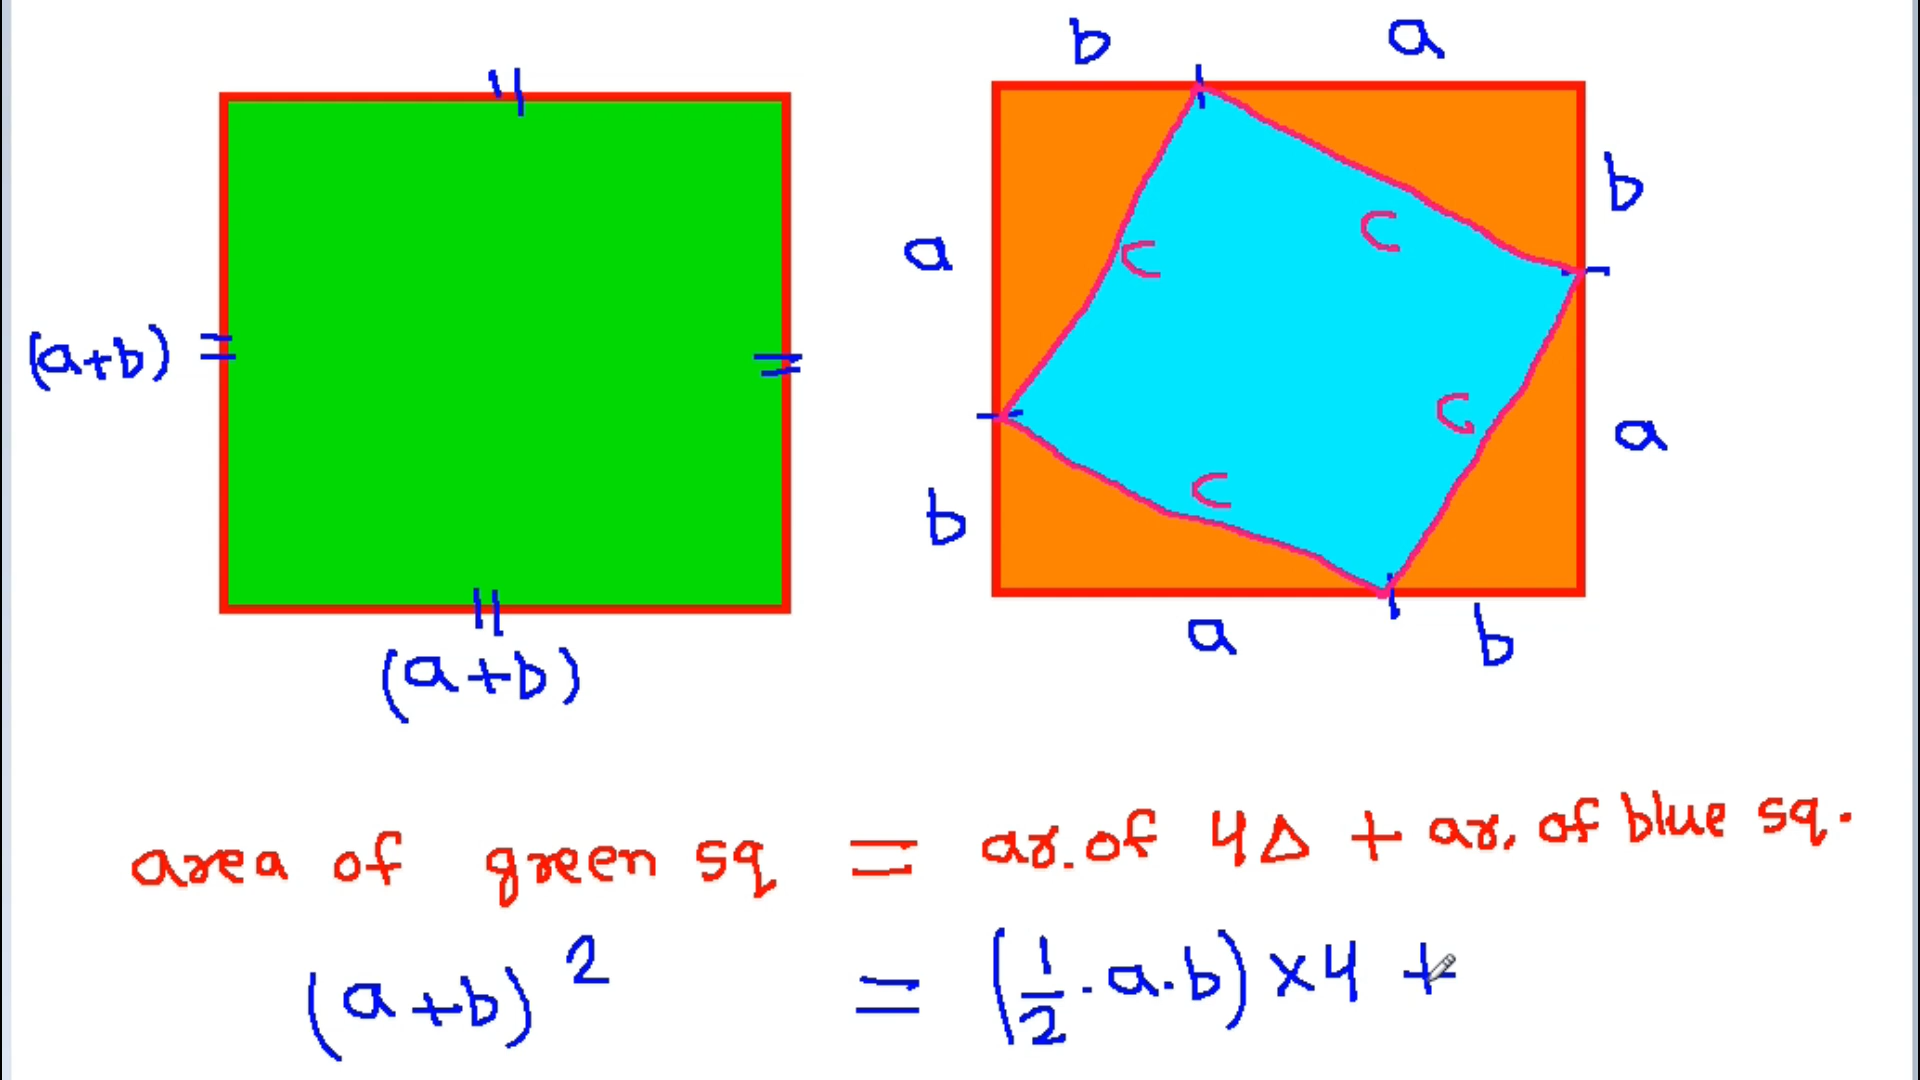 b a
b
a
c
c
(a+b)
c
a
c
b
a b
(a+b)
area of green sq = ar. of 4Δ + ar. of blue sq.
(a+b)² = (1/2 · a · b) × 4 +